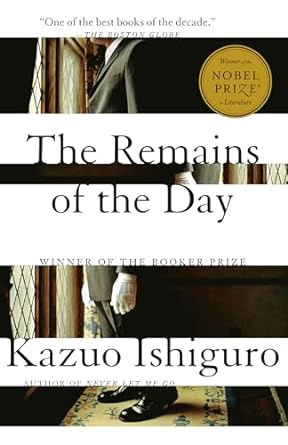 “One of the best books of the decade.”
—THE BOSTON GLOBE
Winner of the
NOBEL
PRIZE®
in Literature
The Remains
of the Day
WINNER OF THE BOOKER PRIZE
Kazuo Ishiguro
AUTHOR OF NEVER LET ME GO